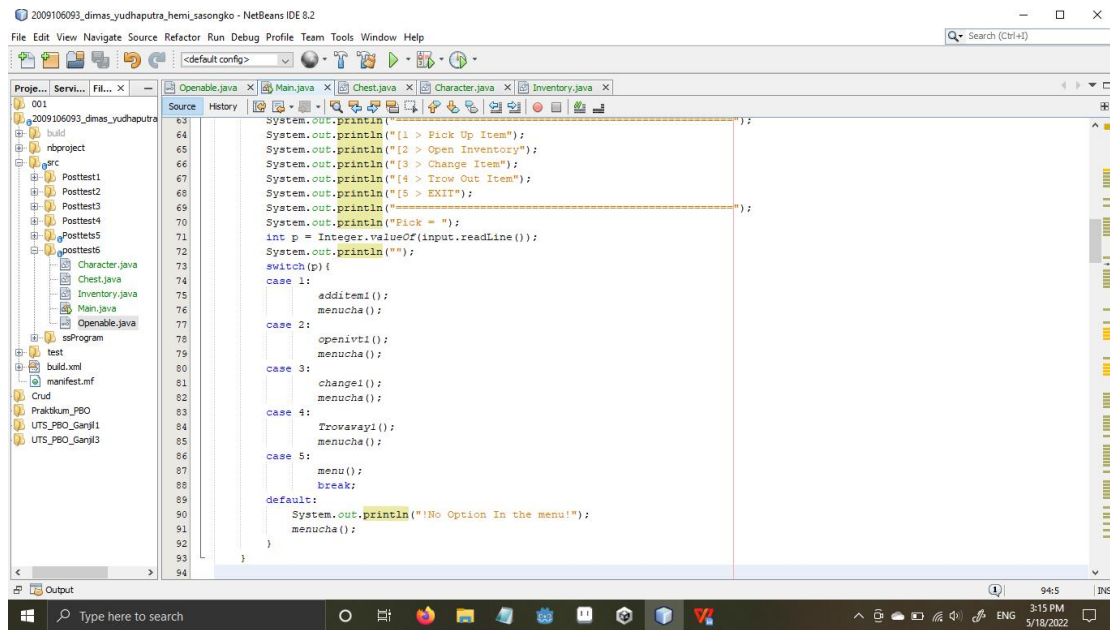 2009106093_dimas_yudhaputra_hemi_sasongko - NetBeans IDE 8.2
File Edit View Navigate Source Refactor Run Debug Profile Team Tools Window Help
Search (Ctrl+I)
<default config>
Proje... Servi... Fil...
Openable.java Main.java Chest.java Character.java Inventory.java
Source History
001
2009106093_dimas_yudhaputra
build
nbproject
src
Posttest1
Posttest2
Posttest3
Posttest4
Posttets5
posttest6
Character.java
Chest.java
Inventory.java
Main.java
Openable.java
ssProgram
test
build.xml
manifest.mf
Crud
Praktikum_PBO
UTS_PBO_Ganjil1
UTS_PBO_Ganjil3
63 System.out.println("====================================================");
64 System.out.println("[1 > Pick Up Item");
65 System.out.println("[2 > Open Inventory");
66 System.out.println("[3 > Change Item");
67 System.out.println("[4 > Trow Out Item");
68 System.out.println("[5 > EXIT");
69 System.out.println("====================================================");
70 System.out.println("Pick = ");
71 int p = Integer.valueOf(input.readLine());
72 System.out.println("");
73 switch(p){
74 case 1:
75 additem1();
76 menucha();
77 case 2:
78 openivt1();
79 menucha();
80 case 3:
81 change1();
82 menucha();
83 case 4:
84 Trowaway1();
85 menucha();
86 case 5:
87 menu();
88 break;
89 default:
90 System.out.println("!No Option In the menu!");
91 menucha();
92 }
93 }
94
Output
1 94:5 INS
Type here to search
ENG
3:15 PM
5/18/2022